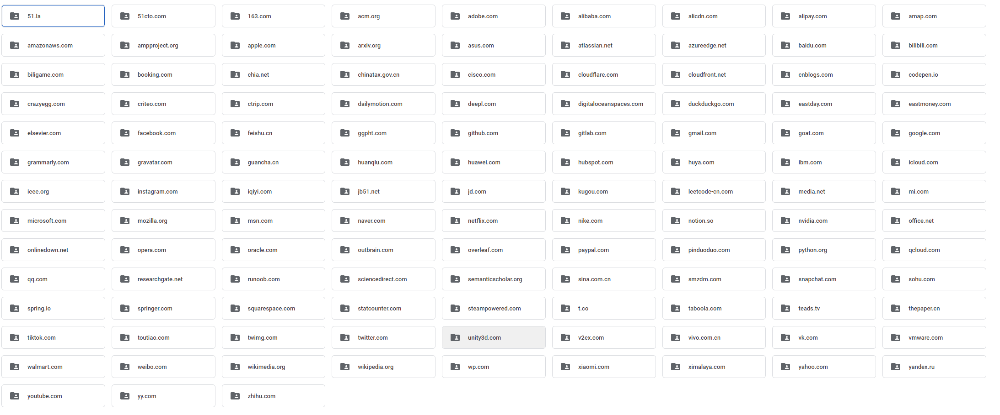 51.la 51cto.com 163.com acm.org adobe.com alibaba.com alicdn.com alipay.com amap.com
amazonaws.com ampproject.org apple.com arxiv.org asus.com atlassian.net azureedge.net baidu.com bilibili.com
biligame.com booking.com chia.net chinatax.gov.cn cisco.com cloudflare.com cloudfront.net cnblogs.com codepen.io
crazyegg.com criteo.com ctrip.com dailymotion.com deepl.com digitaloceanspaces.com duckduckgo.com eastday.com eastmoney.com
elsevier.com facebook.com feishu.cn ggpht.com github.com gitlab.com gmail.com goat.com google.com
grammarly.com gravatar.com guancha.cn huanqiu.com huawei.com hubspot.com huya.com ibm.com icloud.com
ieee.org instagram.com iqiyi.com jb51.net jd.com kugou.com leetcode-cn.com media.net mi.com
microsoft.com mozilla.org msn.com naver.com netflix.com nike.com notion.so nvidia.com office.net
onlinedown.net opera.com oracle.com outbrain.com overleaf.com paypal.com pinduoduo.com python.org qcloud.com
qq.com researchgate.net runoob.com sciencedirect.com semanticscholar.org sina.com.cn smzdm.com snapchat.com sohu.com
spring.io springer.com squarespace.com statcounter.com steampowered.com t.co taboola.com teads.tv thepaper.cn
tiktok.com toutiao.com twimg.com twitter.com unity3d.com v2ex.com vivo.com.cn vk.com vmware.com
walmart.com weibo.com wikimedia.org wikipedia.org wp.com xiaomi.com ximalaya.com yahoo.com yandex.ru
youtube.com yy.com zhihu.com